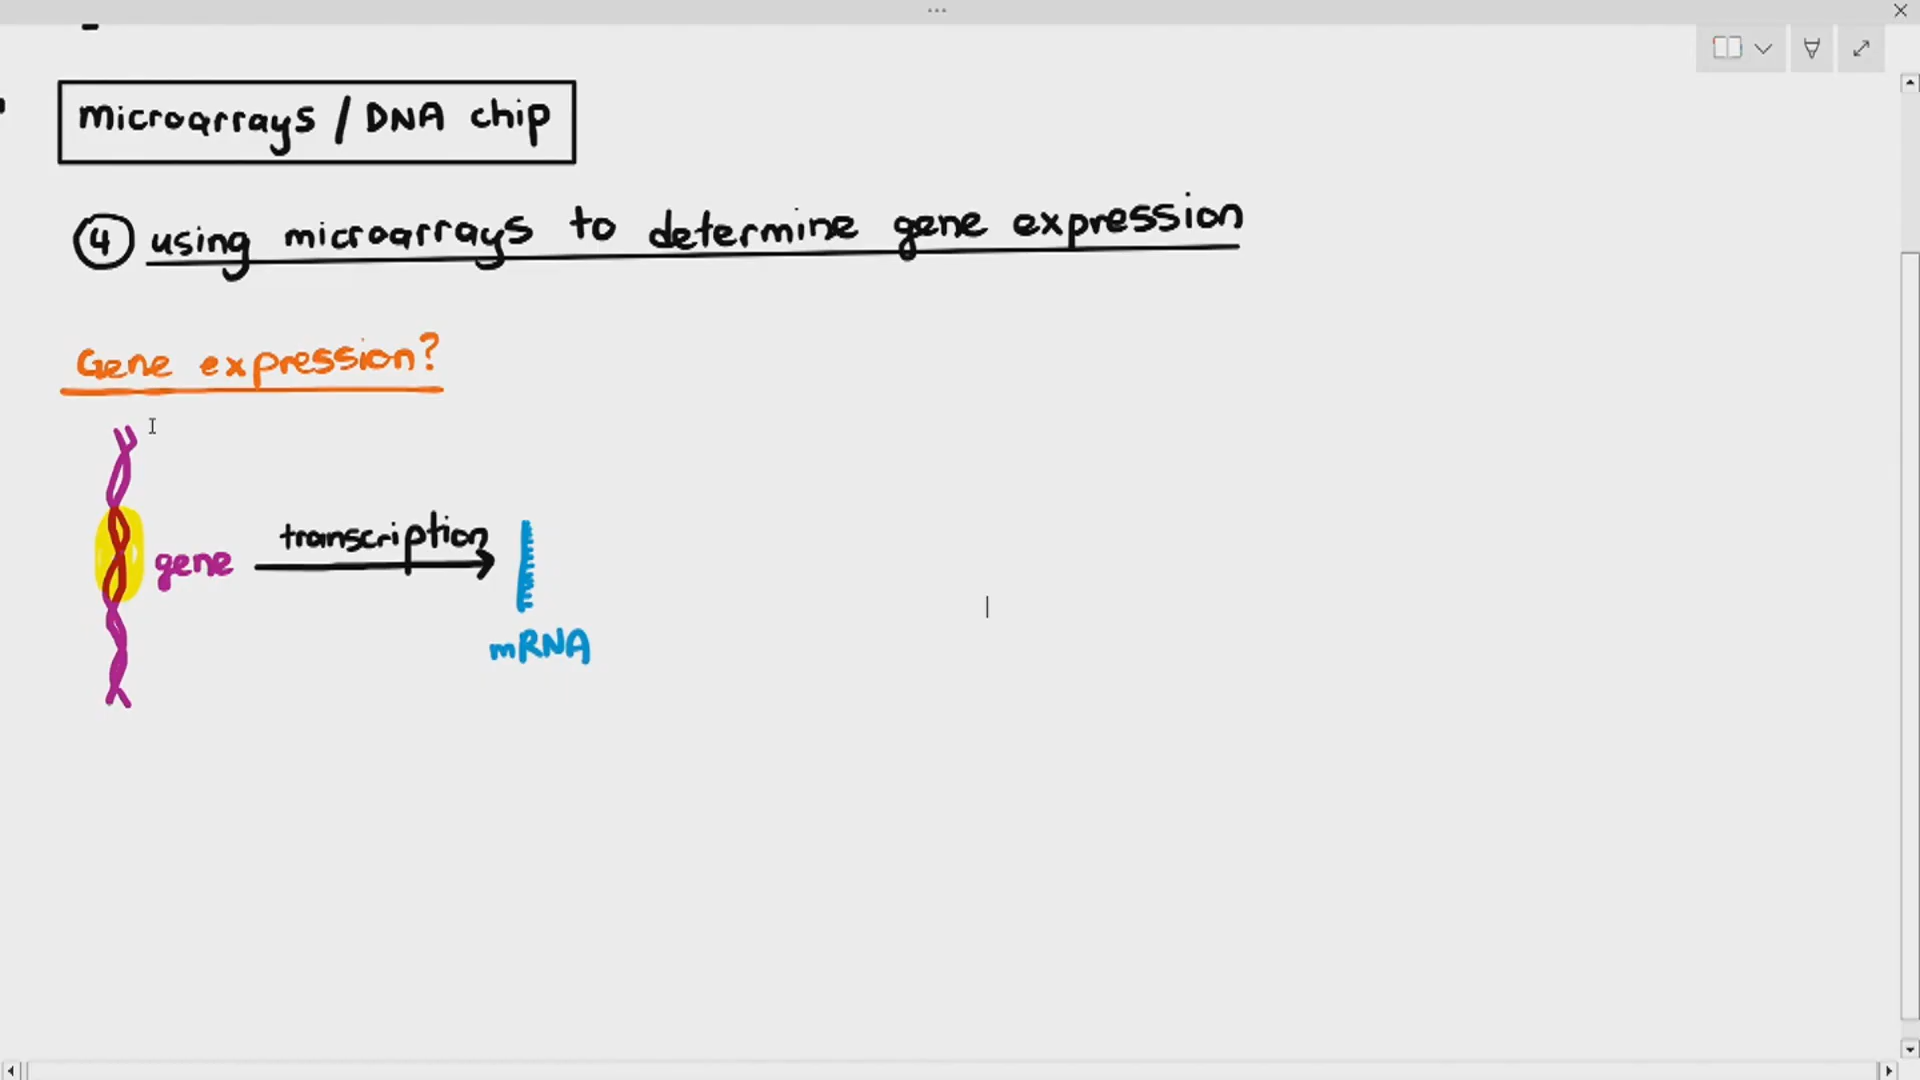 microarrays / DNA chip
④ using microarrays to determine gene expression
Gene expression?
transcription
gene
mRNA